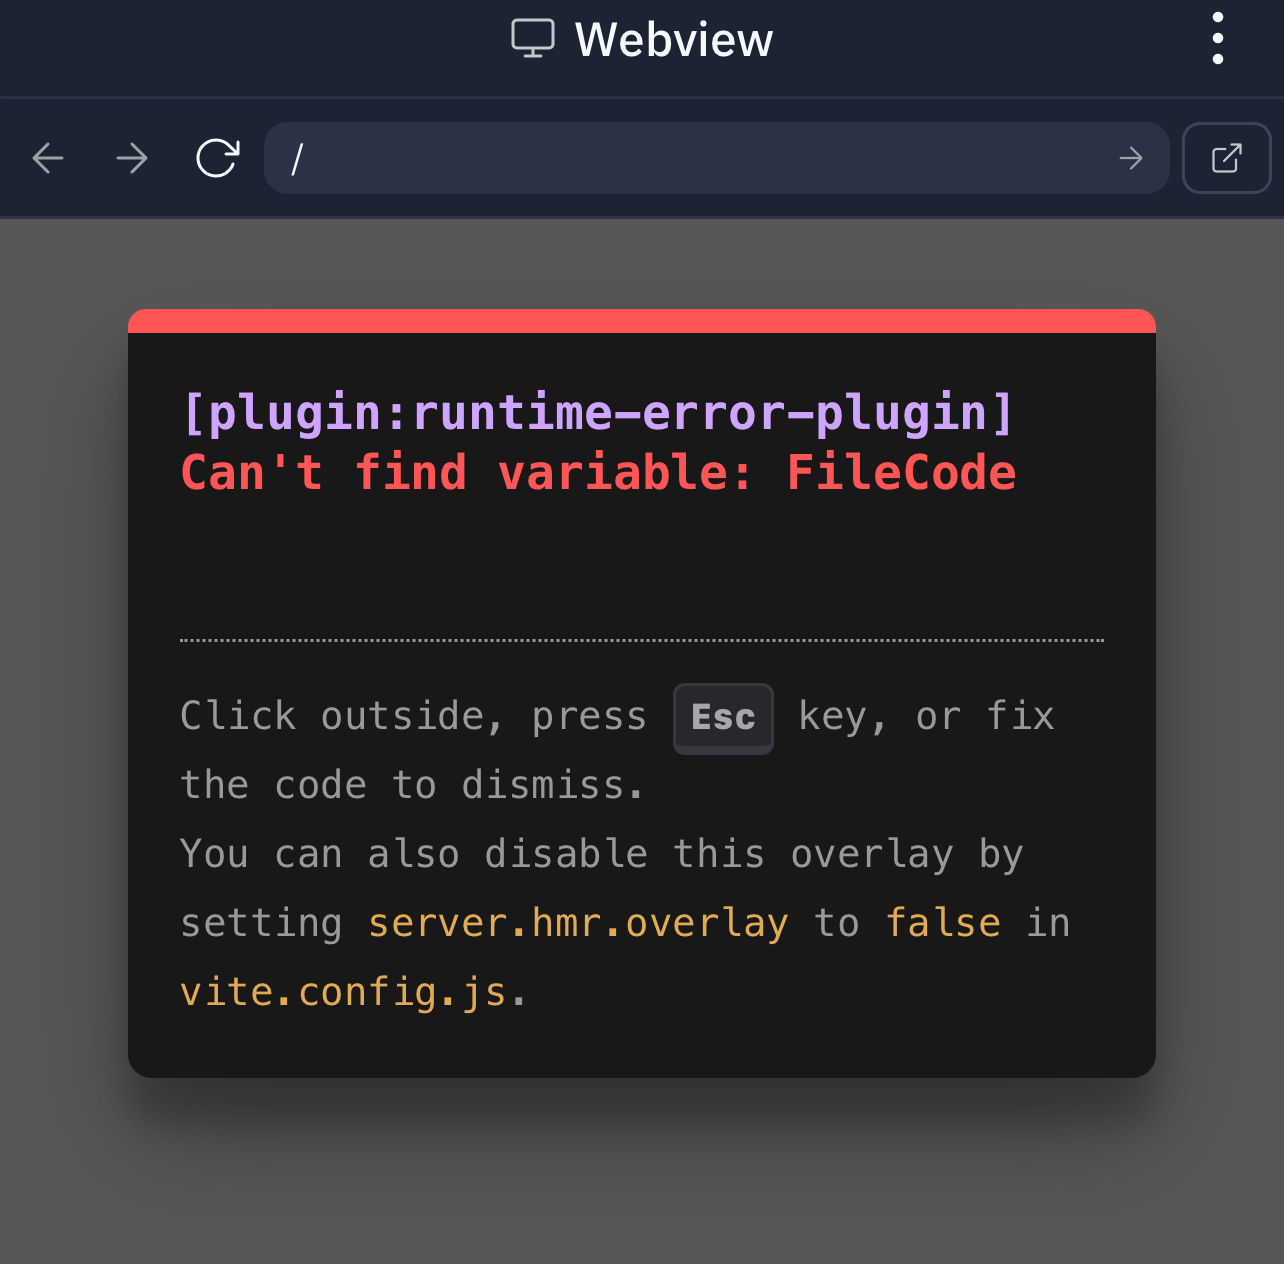 Webview
/
[plugin:runtime-error-plugin]
Can't find variable: FileCode
Click outside, press Esc key, or fix
the code to dismiss.
You can also disable this overlay by
setting server.hmr.overlay to false in
vite.config.js.